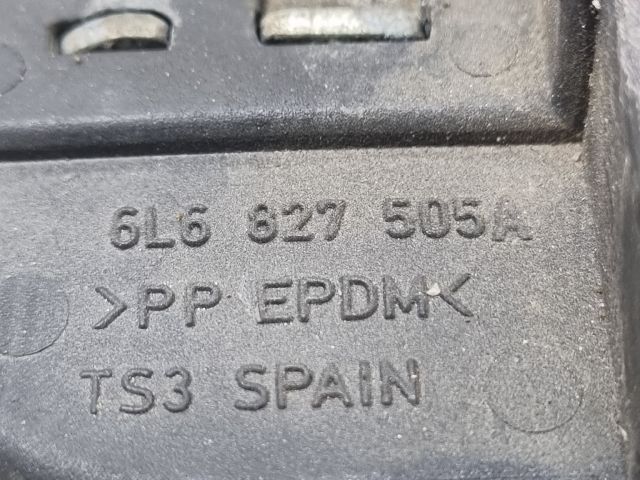 6L6 827 505A
>PP EPDM<
TS3 SPAIN